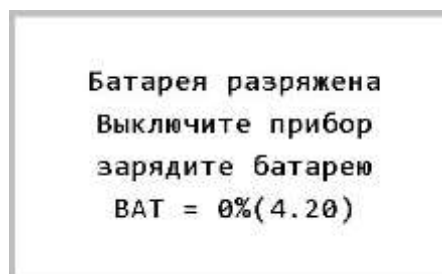 Батарея разряжена
Выключите прибор
зарядите батарею
BAT = 0%(4.20)